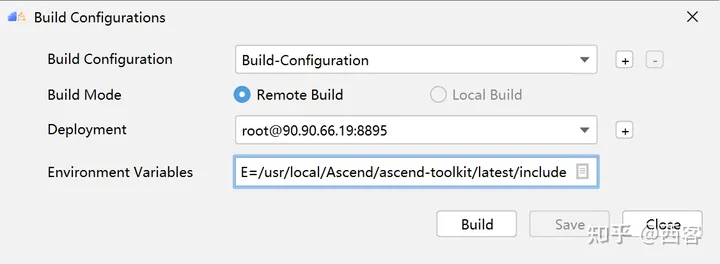 Build Configurations
Build Configuration Build-Configuration + -
Build Mode Remote Build Local Build
Deployment root@90.90.66.19:8895 +
Environment Variables E=/usr/local/Ascend/ascend-toolkit/latest/include
Build Save Close
知乎 @西客